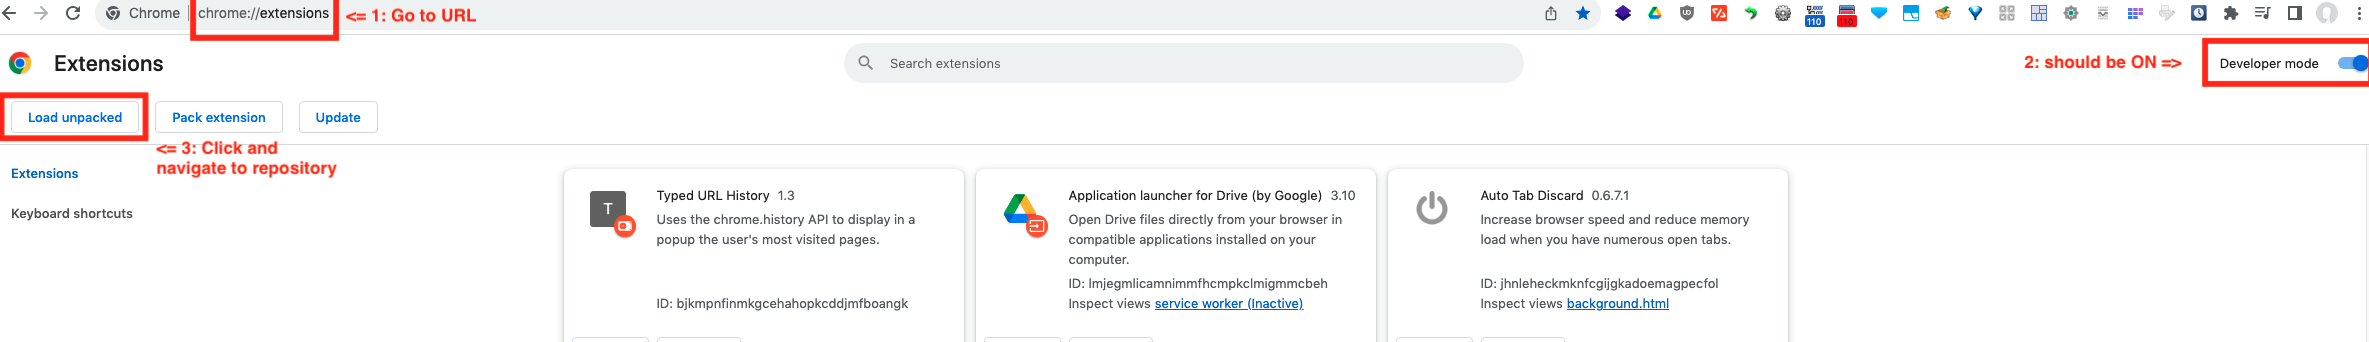 Chrome | chrome://extensions <= 1: Go to URL
110 110
Extensions
Search extensions
2: should be ON =>
Developer mode
Load unpacked Pack extension Update
<= 3: Click and
navigate to repository
Extensions
Keyboard shortcuts
T
Typed URL History 1.3
Uses the chrome.history API to display in a
popup the user's most visited pages.
ID: bjkmpnfinmkgcehahopkcddjmfboangk
Application launcher for Drive (by Google) 3.10
Open Drive files directly from your browser in
compatible applications installed on your
computer.
ID: lmjegmlicamnimmfhcmpkclmigmmcbeh
Inspect views service worker (Inactive)
Auto Tab Discard 0.6.7.1
Increase browser speed and reduce memory
load when you have numerous open tabs.
ID: jhnleheckmknfcgijgkadoemagpecfol
Inspect views background.html